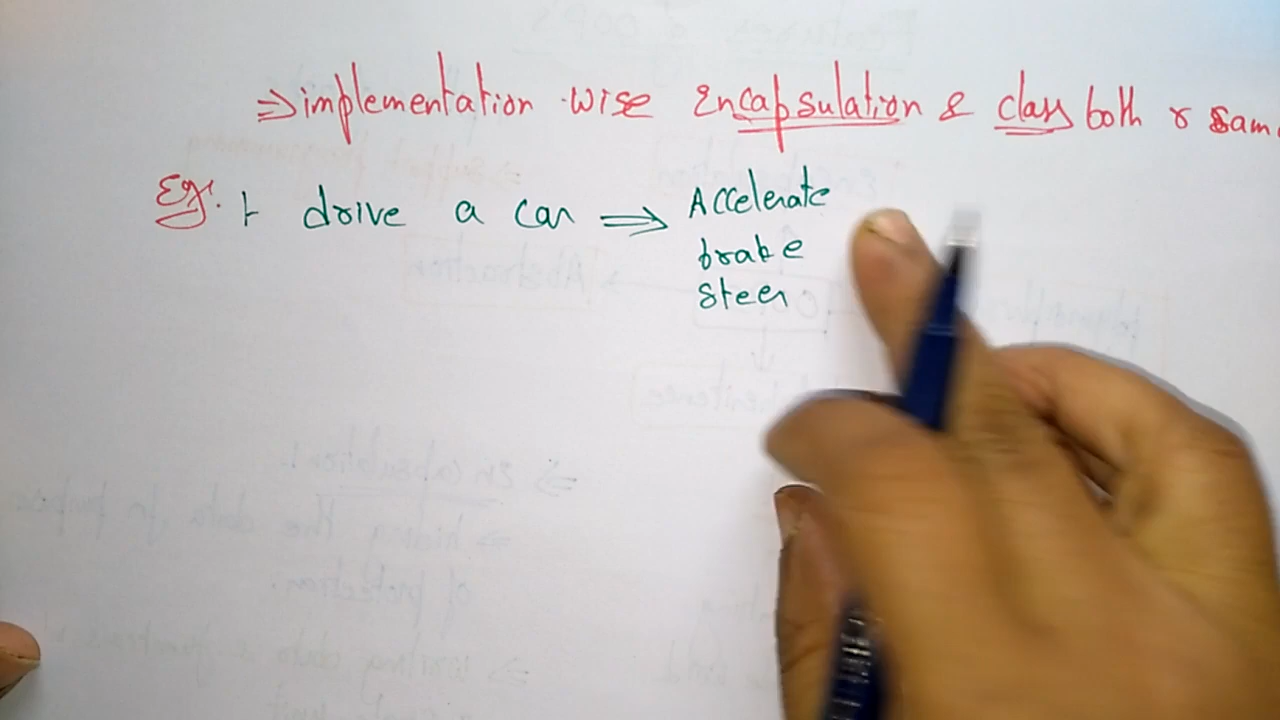 ⇒ implementation wise Encapsulation & class both r same
Eg:. I drive a car ⇒ Accelerate
brake
steer